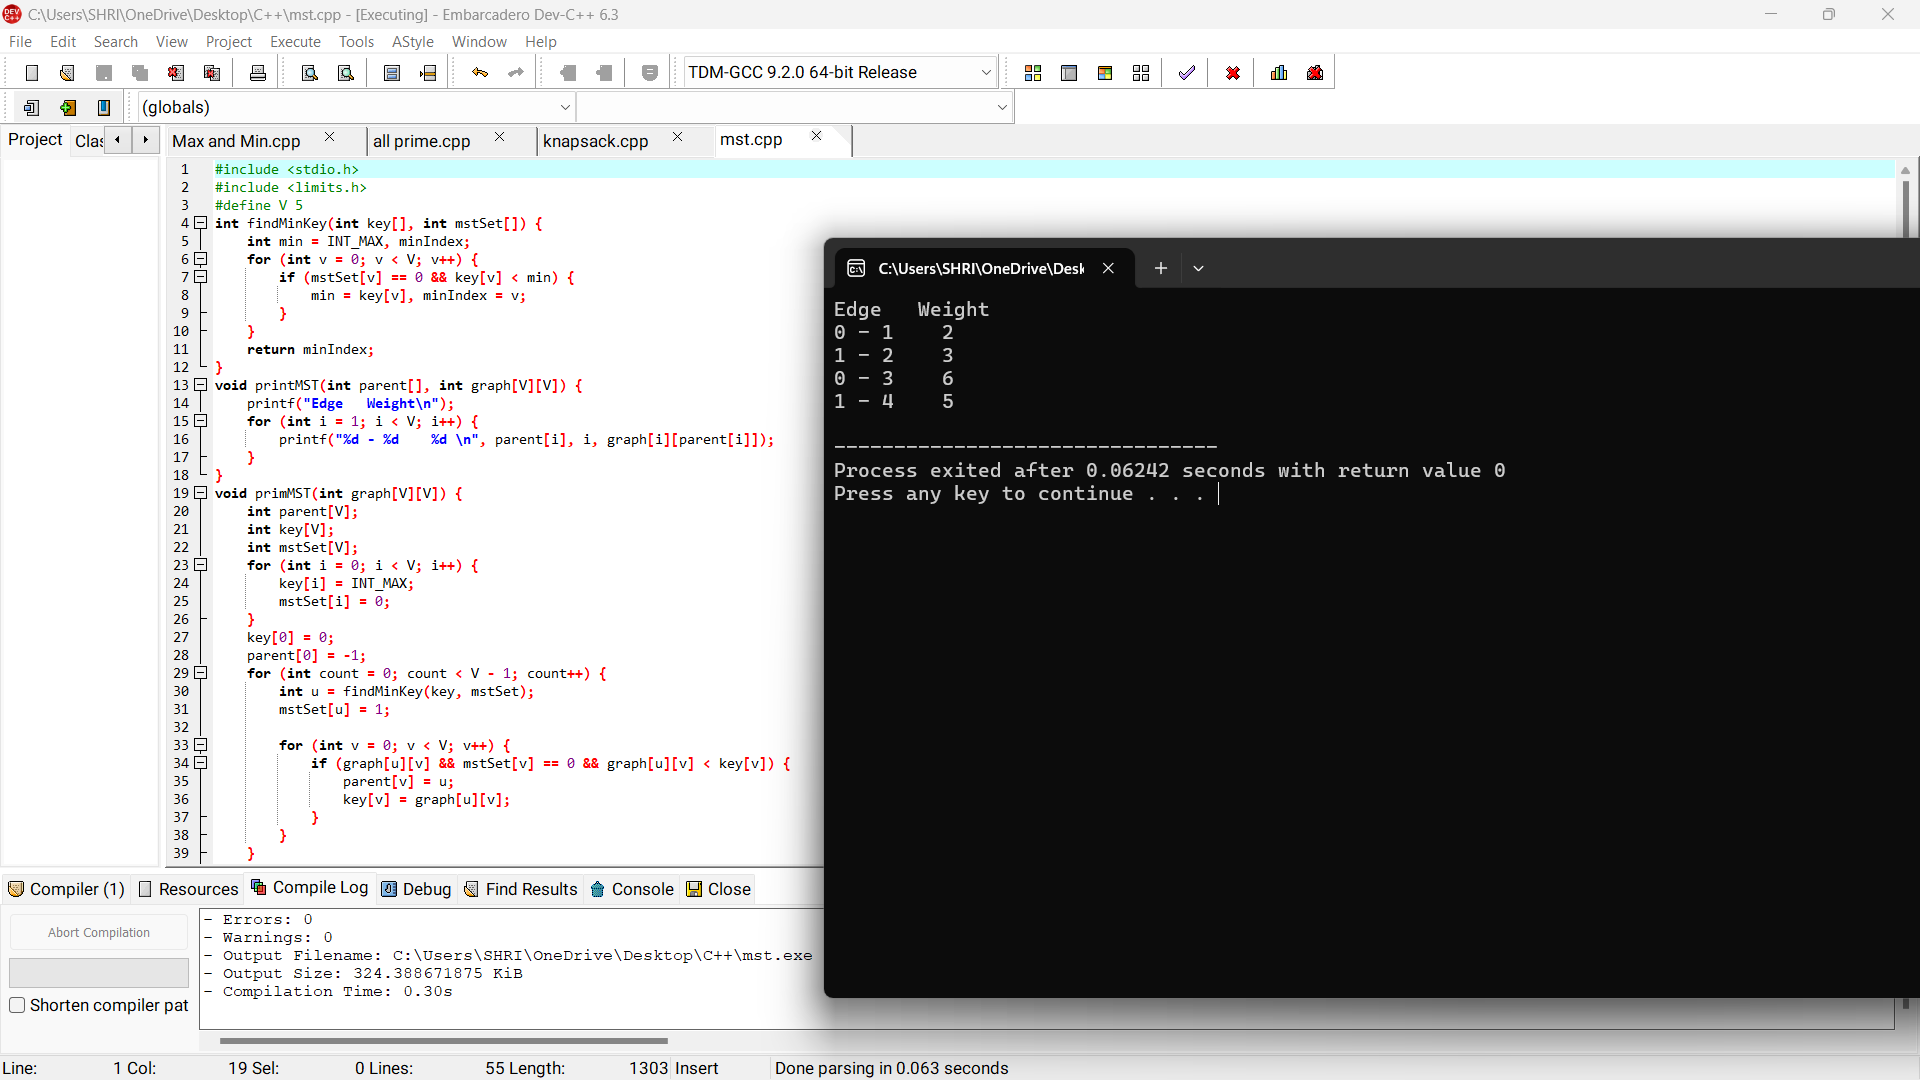 C:\Users\SHRI\OneDrive\Desktop\C++\mst.cpp - [Executing] - Embarcadero Dev-C++ 6.3
File Edit Search View Project Execute Tools AStyle Window Help
TDM-GCC 9.2.0 64-bit Release
(globals)
Project Clas Max and Min.cpp all prime.cpp knapsack.cpp mst.cpp
1 #include <stdio.h>
2 #include <limits.h>
3 #define V 5
4 int findMinKey(int key[], int mstSet[]) {
5 int min = INT_MAX, minIndex;
6 for (int v = 0; v < V; v++) {
7 if (mstSet[v] == 0 && key[v] < min) {
8 min = key[v], minIndex = v;
9 }
10 }
11 return minIndex;
12 }
13 void printMST(int parent[], int graph[V][V]) {
14 printf("Edge   Weight\n");
15 for (int i = 1; i < V; i++) {
16 printf("%d - %d    %d \n", parent[i], i, graph[i][parent[i]]);
17 }
18 }
19 void primMST(int graph[V][V]) {
20 int parent[V];
21 int key[V];
22 int mstSet[V];
23 for (int i = 0; i < V; i++) {
24 key[i] = INT_MAX;
25 mstSet[i] = 0;
26 }
27 key[0] = 0;
28 parent[0] = -1;
29 for (int count = 0; count < V - 1; count++) {
30 int u = findMinKey(key, mstSet);
31 mstSet[u] = 1;
32
33 for (int v = 0; v < V; v++) {
34 if (graph[u][v] && mstSet[v] == 0 && graph[u][v] < key[v]) {
35 parent[v] = u;
36 key[v] = graph[u][v];
37 }
38 }
39 }
C:\Users\SHRI\OneDrive\Desk
Edge   Weight
0 - 1    2
1 - 2    3
0 - 3    6
1 - 4    5
--------------------------------
Process exited after 0.06242 seconds with return value 0
Press any key to continue . . .
Compiler (1) Resources Compile Log Debug Find Results Console Close
Abort Compilation
Shorten compiler pat
- Errors: 0
- Warnings: 0
- Output Filename: C:\Users\SHRI\OneDrive\Desktop\C++\mst.exe
- Output Size: 324.388671875 KiB
- Compilation Time: 0.30s
Line: 1 Col: 19 Sel: 0 Lines: 55 Length: 1303 Insert Done parsing in 0.063 seconds